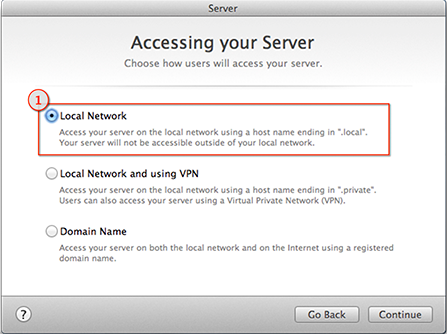 Server
Accessing your Server
Choose how users will access your server.
1
Local Network
Access your server on the local network using a host name ending in ".local".
Your server will not be accessible outside of your local network.
Local Network and using VPN
Access your server on the local network using a host name ending in ".private".
Users can also access your server using a Virtual Private Network (VPN).
Domain Name
Access your server on both the local network and on the Internet using a registered
domain name.
?
Go Back
Continue